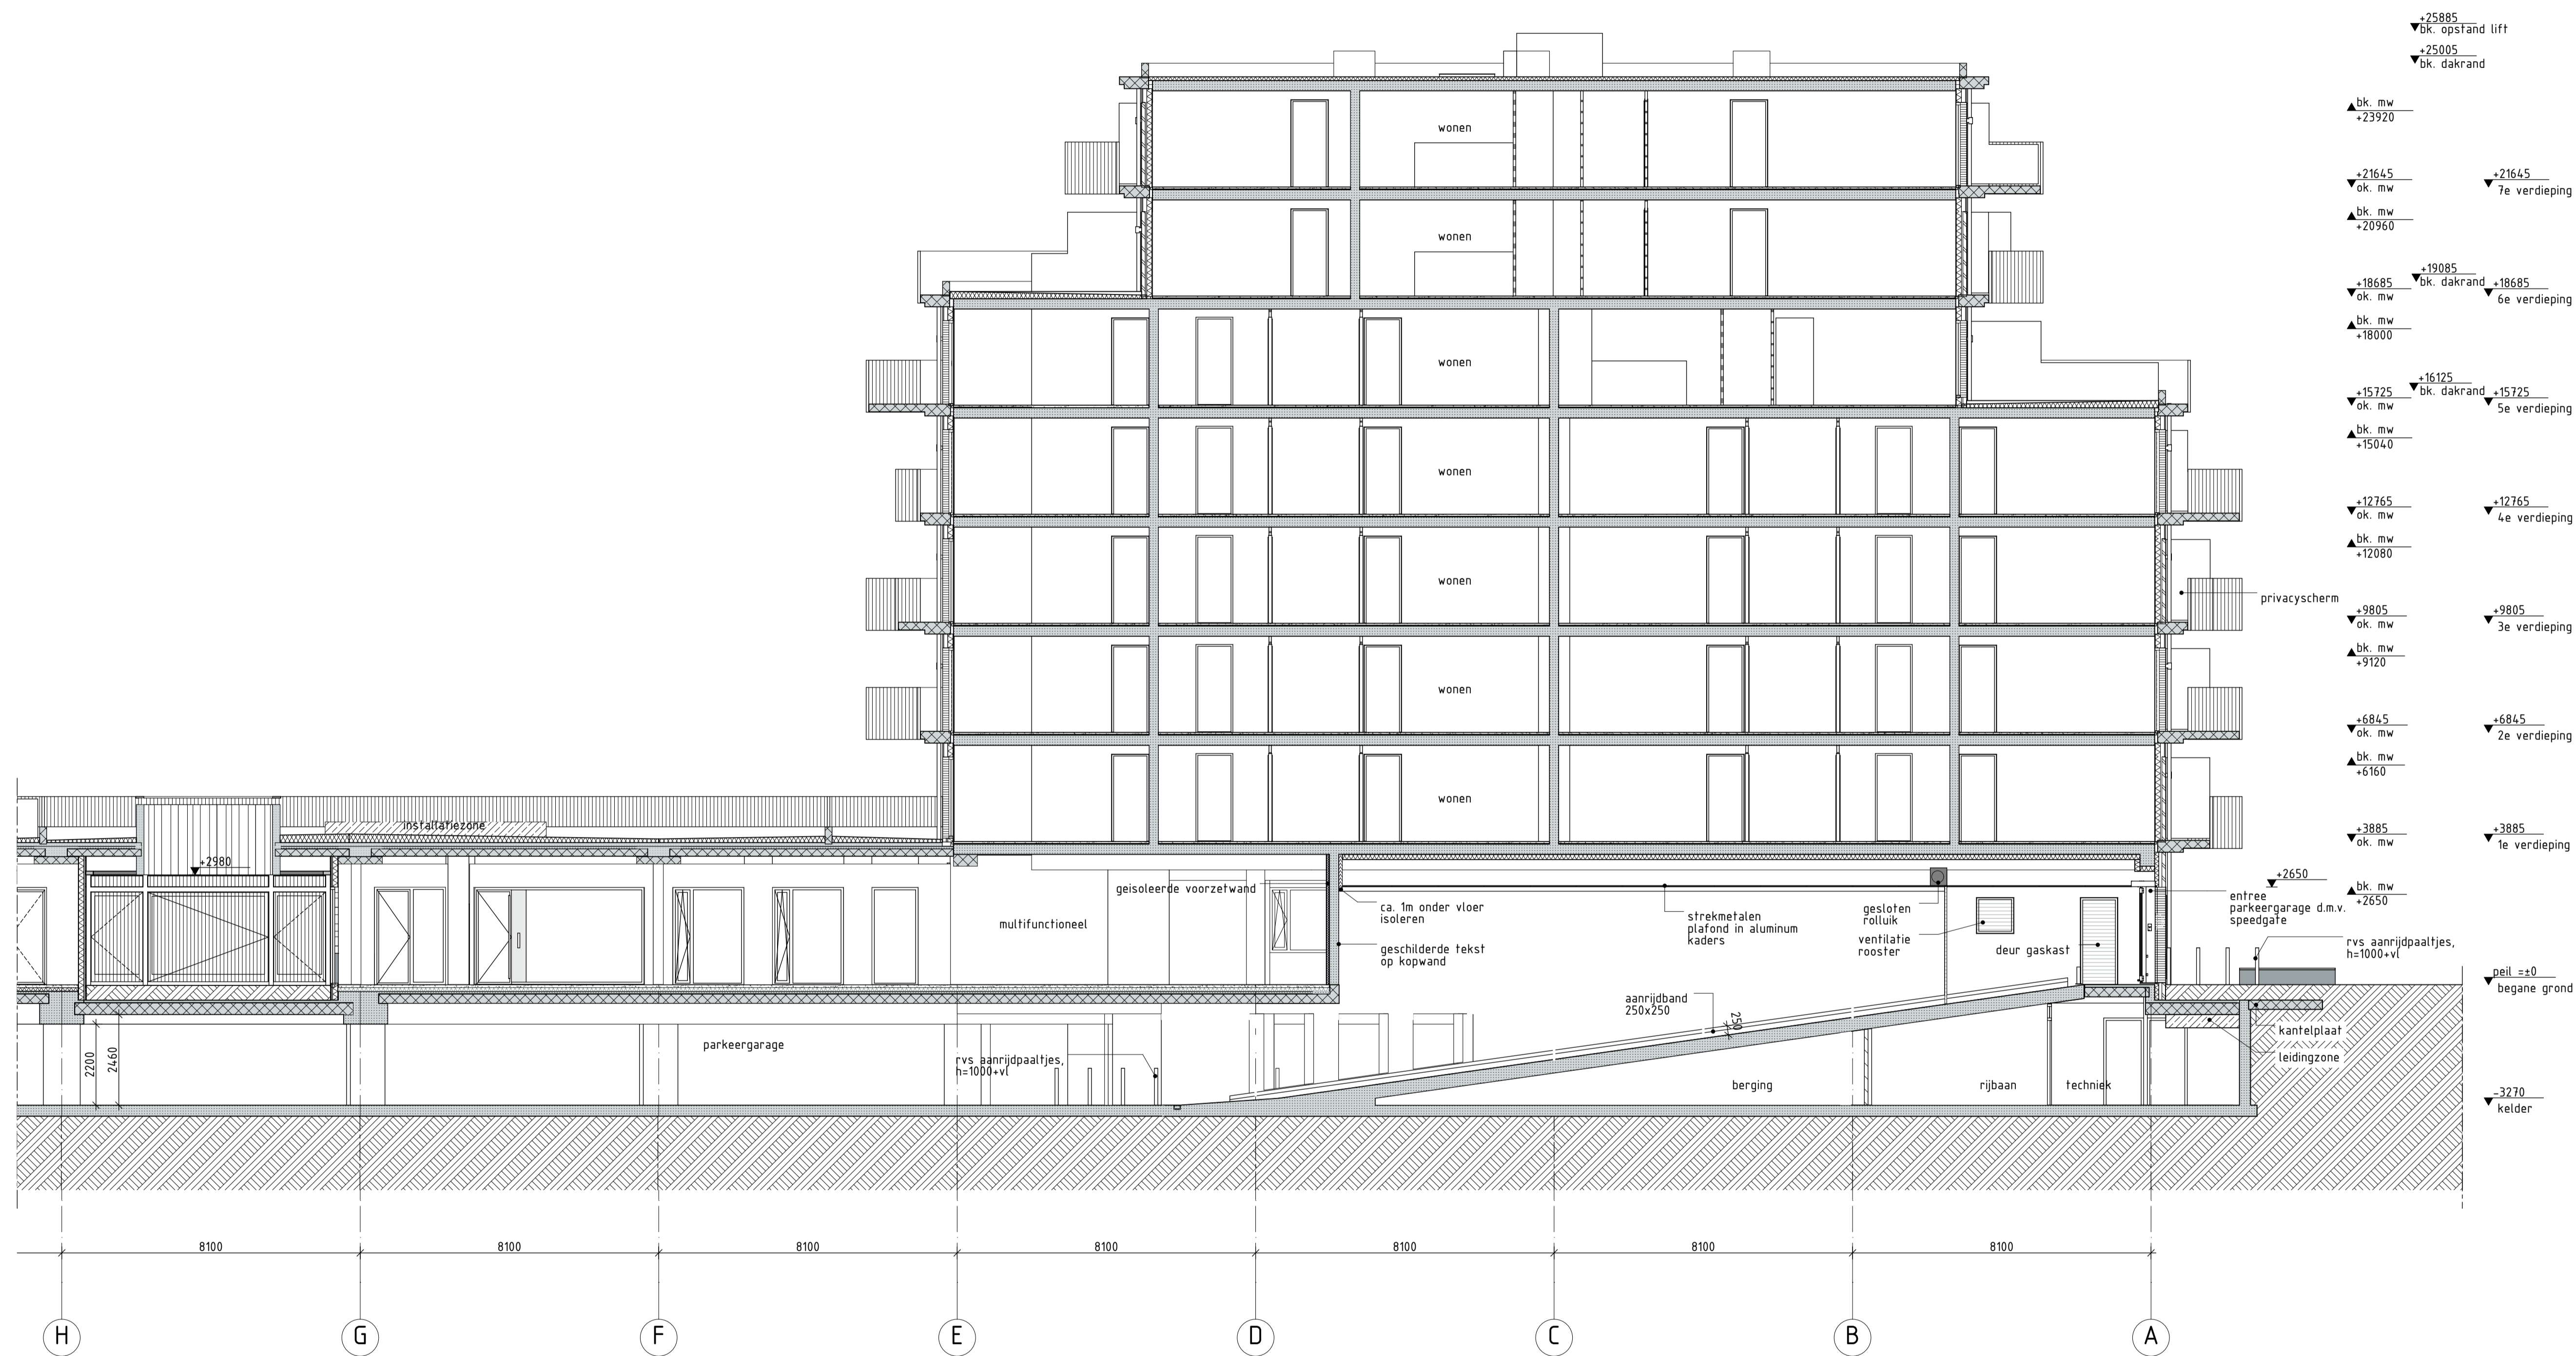 +25885
bk. opstand lift
+25005
bk. dakrand
bk. mw
+23920
wonen
+21645
ok. mw
+21645
7e verdieping
bk. mw
+20960
wonen
+19085
bk. dakrand
+18685
ok. mw
+18685
6e verdieping
bk. mw
+18000
wonen
+16125
bk. dakrand
+15725
ok. mw
+15725
5e verdieping
bk. mw
+15040
wonen
+12765
ok. mw
+12765
4e verdieping
bk. mw
+12080
wonen
privacyscherm
+9805
ok. mw
+9805
3e verdieping
bk. mw
+9120
wonen
+6845
ok. mw
+6845
2e verdieping
bk. mw
+6160
wonen
installatiezone
+3885
ok. mw
+3885
1e verdieping
+2980
+2650
bk. mw
+2650
geisoleerde voorzetwand
multifunctioneel
ca. 1m onder vloer
isoleren
geschilderde tekst
op kopwand
strekmetalen
plafond in aluminum
kaders
gesloten
rolluik
ventilatie
rooster
deur gaskast
entree
parkeergarage d.m.v.
speedgate
rvs aanrijdpaaltjes,
h=1000+vl
peil =±0
begane grond
aanrijdband
250x250
250
kantelplaat
leidingzone
2200
2460
parkeergarage
rvs aanrijdpaaltjes,
h=1000+vl
berging
rijbaan
techniek
-3270
kelder
8100
8100
8100
8100
8100
8100
8100
H
G
F
E
D
C
B
A